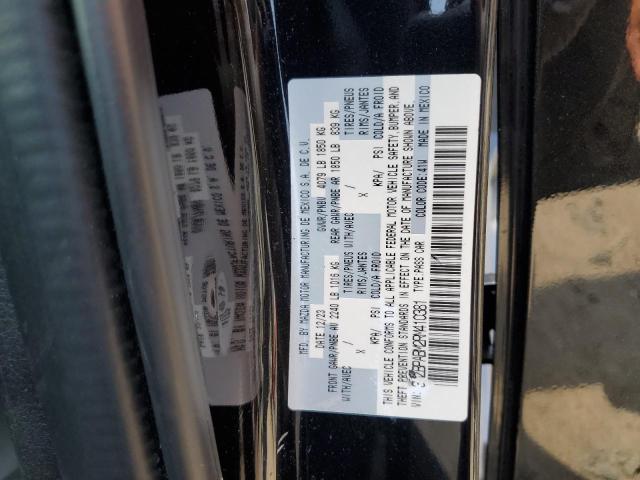 MFD. BY MAZDA MOTOR MANUFACTURING DE MEXICO S.A. DE C.V.
DATE 12/23 GVWR/PNBV 4079 LB 1850 KG
FRONT GAWR/PNBE AV 2240 LB 1016 KG REAR GAWR/PNBE AR 1850 LB 839 KG
WITH/AVEC / TIRES/PNEUS WITH/AVEC / TIRES/PNEUS
X RIMS/JANTES X RIMS/JANTES
KPA/ PSI COLD/A FROID KPA/ PSI COLD/A FROID
THIS VEHICLE CONFORMS TO ALL APPLICABLE FEDERAL MOTOR VEHICLE SAFETY, BUMPER, AND
THEFT PREVENTION STANDARDS IN EFFECT ON THE DATE OF MANUFACTURE SHOWN ABOVE.
TYPE:PASS CAR COLOR CODE:41W MADE IN MEXICO
VIN: